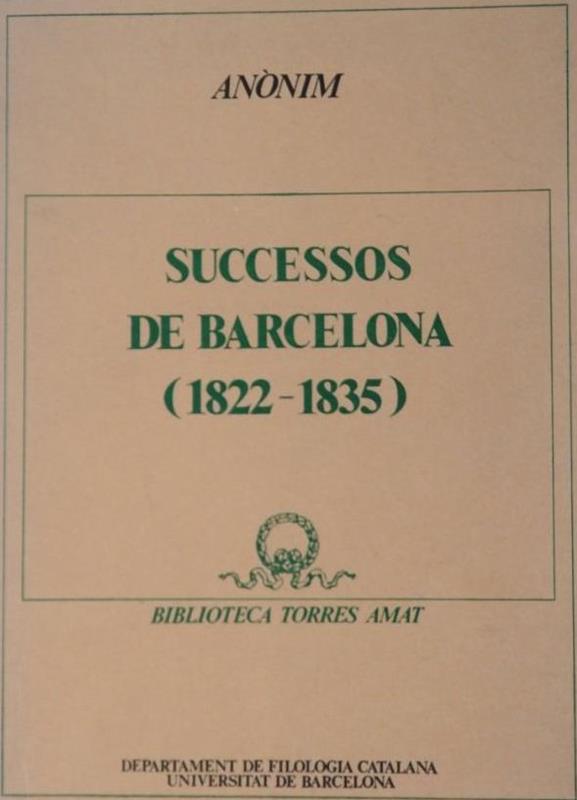 ANÒNIM
SUCCESSOS
DE BARCELONA
(1822-1835)
BIBLIOTECA TORRES AMAT
DEPARTAMENT DE FILOLOGIA CATALANA
UNIVERSITAT DE BARCELONA